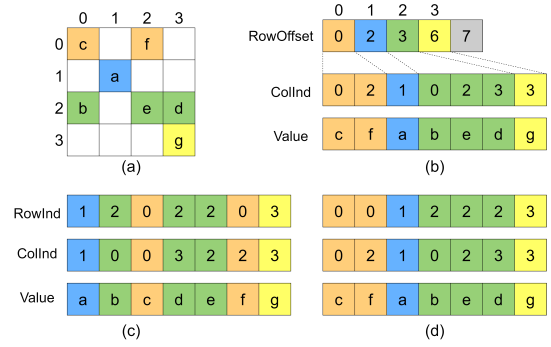 0 1 2 3
0 c f
1 a
2 b e d
3 g
(a)
0 1 2 3
RowOffset 0 2 3 6 7
ColInd 0 2 1 0 2 3 3
Value c f a b e d g
(b)
RowInd 1 2 0 2 2 0 3
ColInd 1 0 0 3 2 2 3
Value a b c d e f g
(c)
0 0 1 2 2 2 3
0 2 1 0 2 3 3
c f a b e d g
(d)